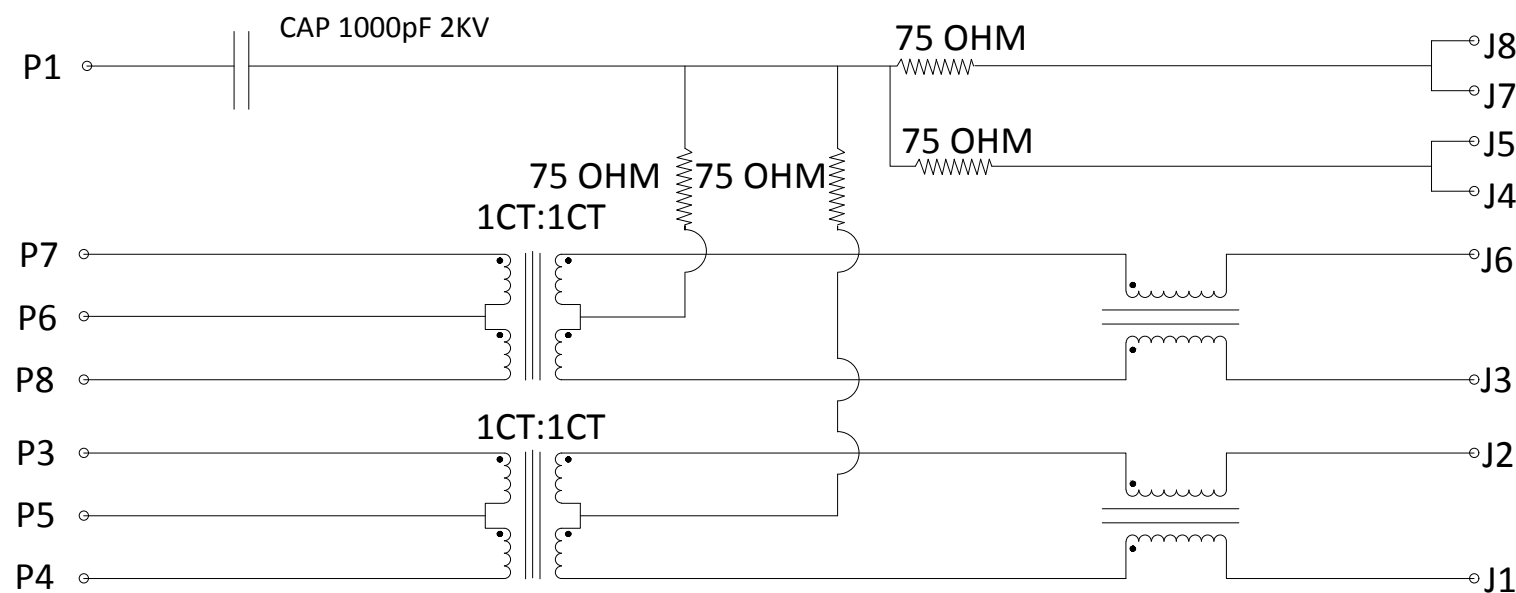 CAP 1000pF 2KV
75 OHM
J8
P1
J7
75 OHM
J5
75 OHM
75 OHM
J4
1CT:1CT
P7
J6
P6
P8
J3
1CT:1CT
P3
J2
P5
P4
J1